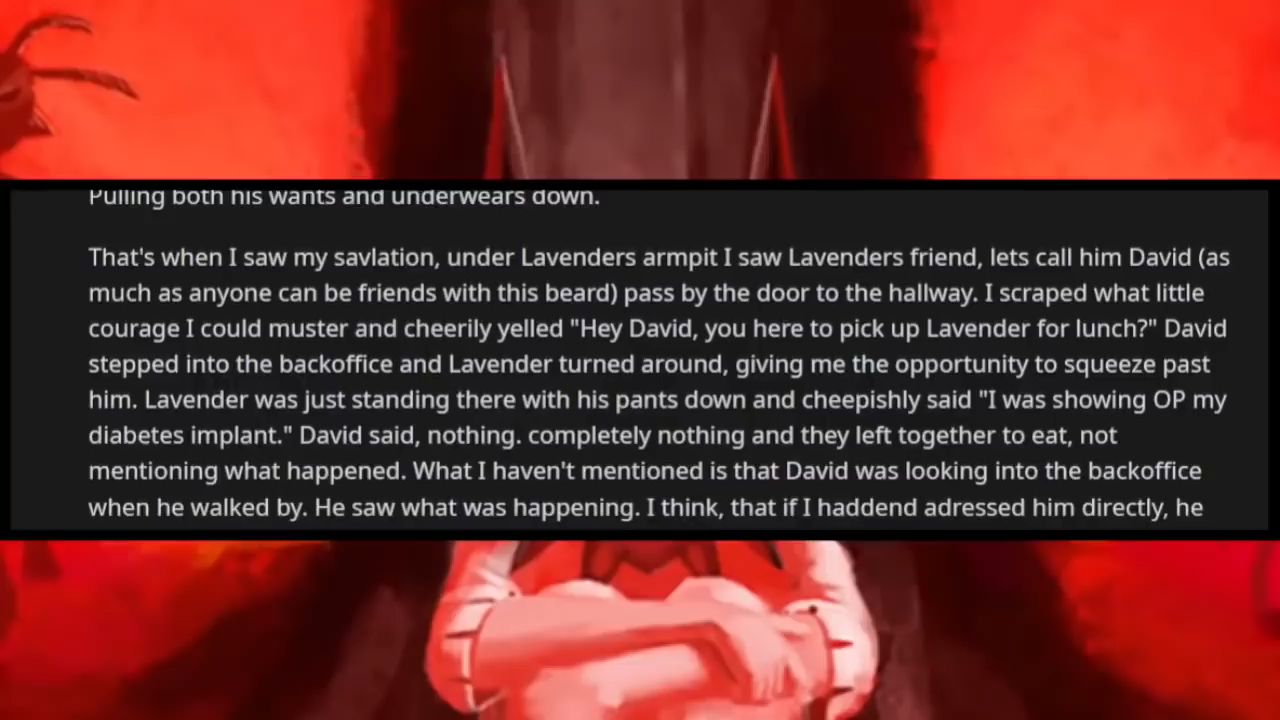 Pulling both his wants and underwears down.
That's when I saw my savlation, under Lavenders armpit I saw Lavenders friend, lets call him David (as
much as anyone can be friends with this beard) pass by the door to the hallway. I scraped what little
courage I could muster and cheerily yelled "Hey David, you here to pick up Lavender for lunch?" David
stepped into the backoffice and Lavender turned around, giving me the opportunity to squeeze past
him. Lavender was just standing there with his pants down and cheepishly said "I was showing OP my
diabetes implant." David said, nothing. completely nothing and they left together to eat, not
mentioning what happened. What I haven't mentioned is that David was looking into the backoffice
when he walked by. He saw what was happening. I think, that if I haddend adressed him directly, he